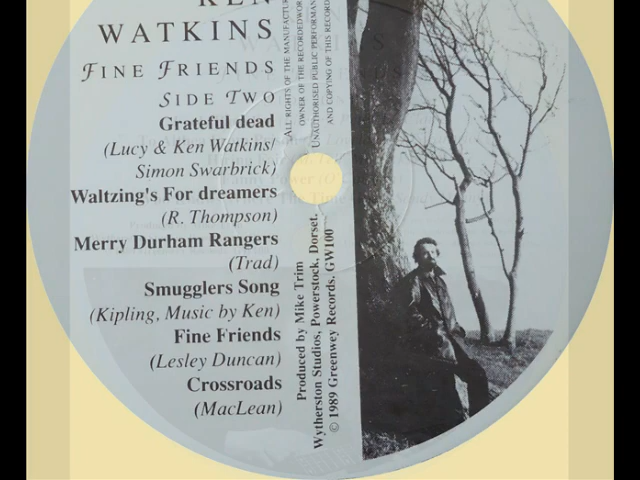 KEN
WATKINS
FINE FRIENDS
SIDE TWO
Grateful dead
(Lucy & Ken Watkins/
Simon Swarbrick)
Waltzing's For dreamers
(R. Thompson)
Merry Durham Rangers
(Trad)
Smugglers Song
(Kipling, Music by Ken)
Fine Friends
(Lesley Duncan)
Crossroads
(MacLean)
ALL RIGHTS OF THE MANUFACTUR
OWNER OF THE RECORDED WOR
UNAUTHORISED PUBLIC PERFORMAN
AND COPYING OF THIS RECORD
Produced by Mike Trim
Wytherston Studios, Powerstock, Dorset.
© 1989 Greenwey Records. GW100